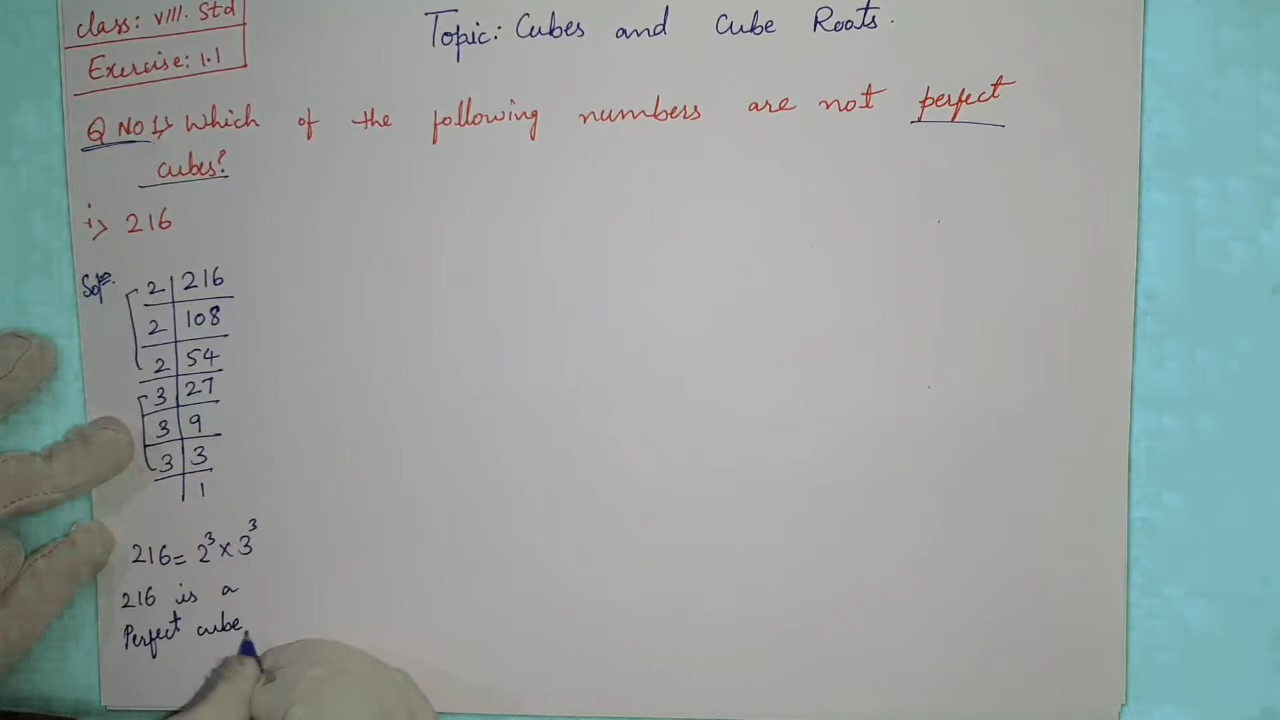 class: VIII. Std
Exercise: 1.1
Topic: Cubes and Cube Roots.
Q NO 1) Which of the following numbers are not perfect
cubes?
i) 216
Sol:
2 | 216
2 | 108
2 | 54
3 | 27
3 | 9
3 | 3
| 1
216 = 2³ × 3³
216 is a
Perfect cube